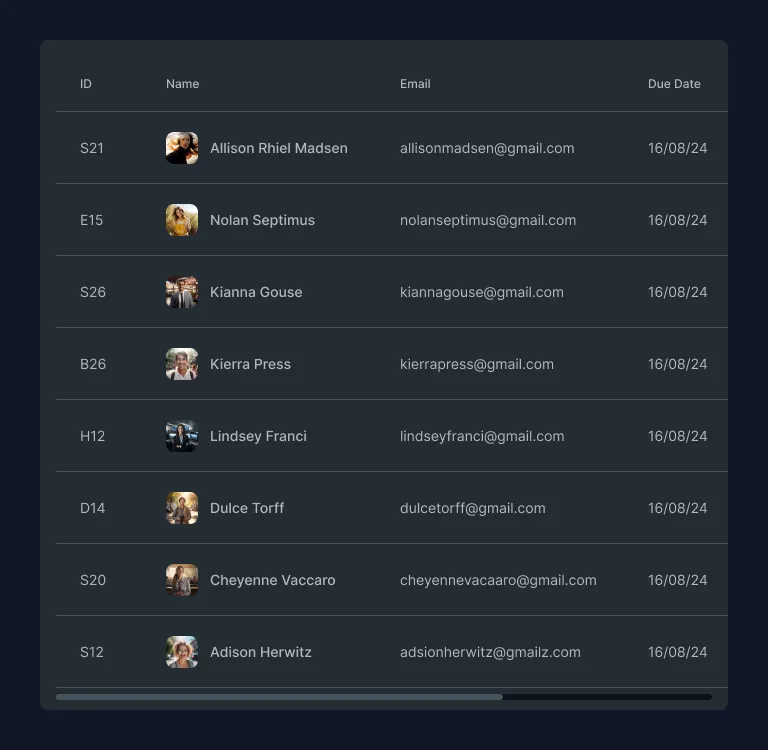 ID Name Email Due Date
S21 Allison Rhiel Madsen allisonmadsen@gmail.com 16/08/24
E15 Nolan Septimus nolanseptimus@gmail.com 16/08/24
S26 Kianna Gouse kiannagouse@gmail.com 16/08/24
B26 Kierra Press kierrapress@gmail.com 16/08/24
H12 Lindsey Franci lindseyfranci@gmail.com 16/08/24
D14 Dulce Torff dulcetorff@gmail.com 16/08/24
S20 Cheyenne Vaccaro cheyennevacaaro@gmail.com 16/08/24
S12 Adison Herwitz adsionherwitz@gmailz.com 16/08/24